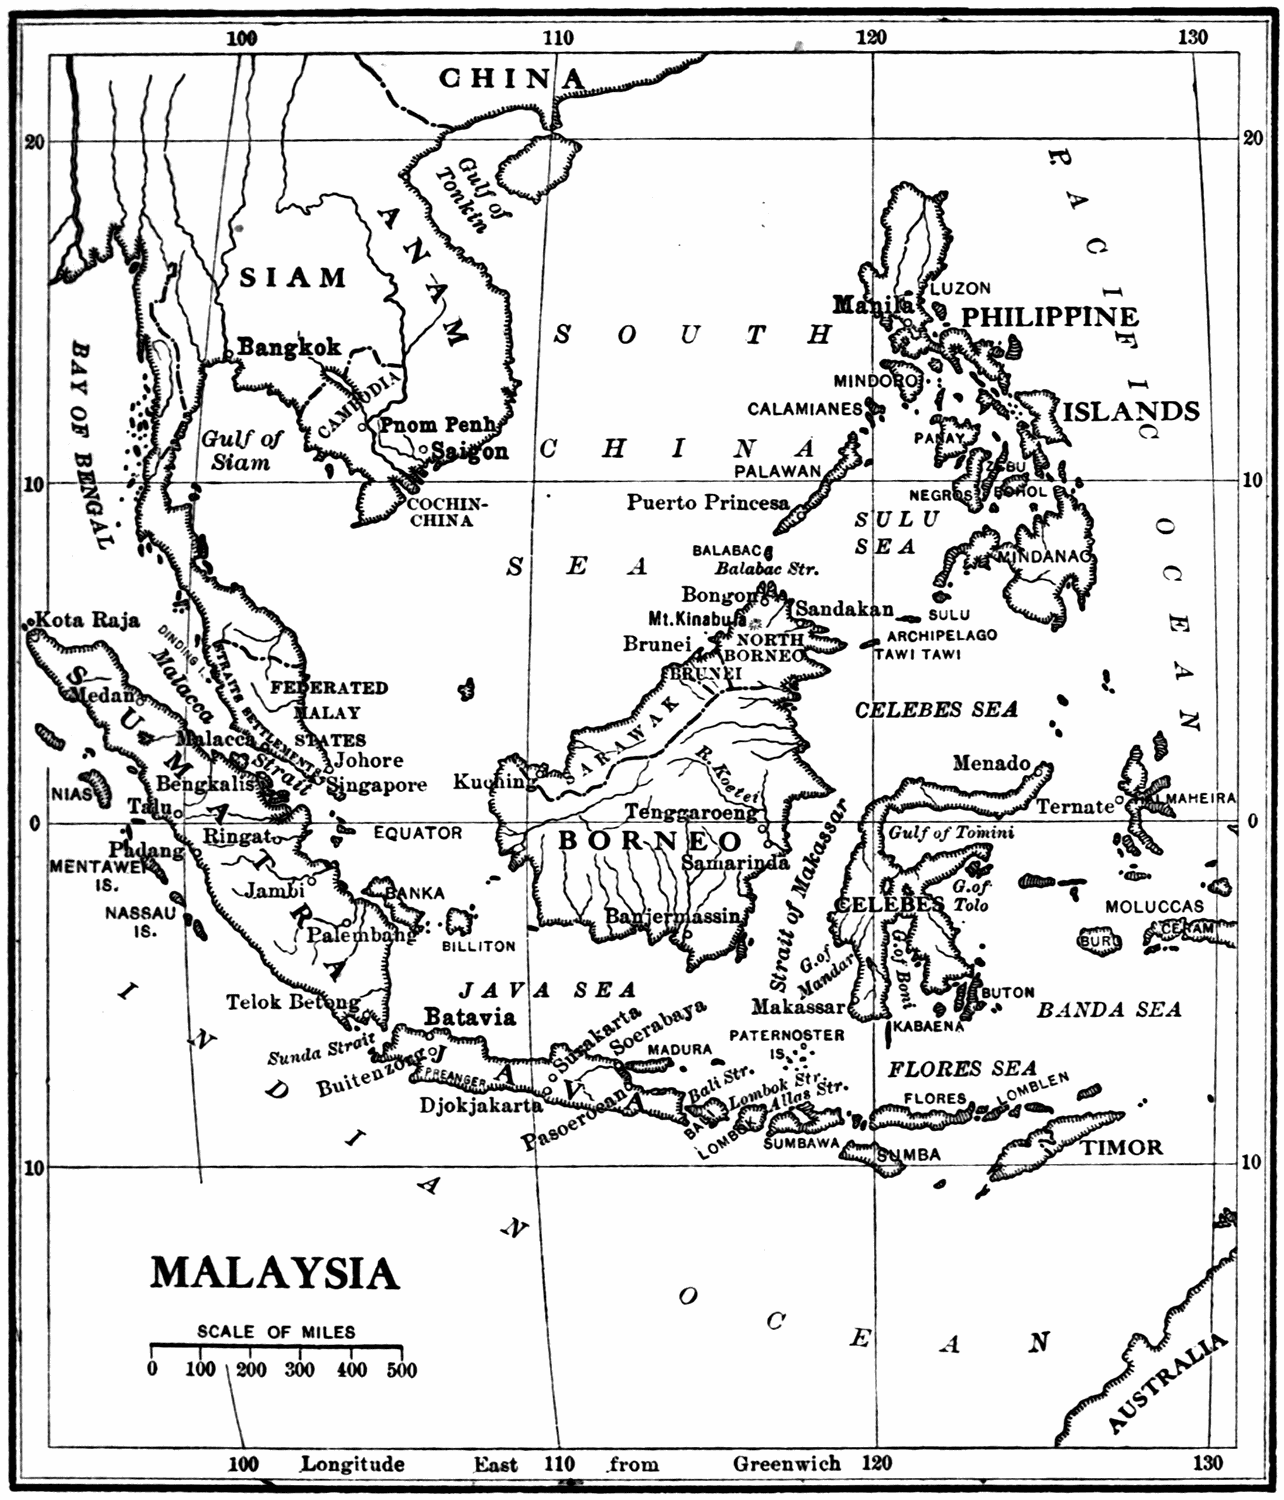 100 110 120 130
CHINA
20 20
Gulf of
Tonkin
PACIFIC OCEAN
ANAM
SIAM
LUZON
Manila
PHILIPPINE
ISLANDS
SOUTH
CHINA
SEA
Bangkok
BAY OF BENGAL
CAMBODIA
MINDORO
CALAMIANES
Pnom Penh
Saigon
Gulf of
Siam
PANAY
PALAWAN
ZEBU
10 10
NEGROS
BOHOL
Puerto Princesa
COCHIN-
CHINA
SULU
SEA
BALABAC
Balabac Str.
MINDANAO
Bongon
Sandakan
SULU
ARCHIPELAGO
TAWI TAWI
Mt.Kinabulu
Kota Raja
Brunei
NORTH
BORNEO
BRUNEI
DINDING IS.
Malacca
Strait
STRAITS SETTLEMENTS
SUMATRA
Medan
FEDERATED
MALAY
STATES
CELEBES SEA
SARAWAK
Malacca
Johore
Singapore
R. Koetei
Menado
Bengkalis
Kuching
NIAS
Talu
Tenggaroeng
Ternate
HALMAHEIRA
0 0
Ringat
EQUATOR
BORNEO
Gulf of Tomini
Padang
Samarinda
MENTAWEI
IS.
Jambi
BANKA
Strait of Makassar
CELEBES
G.of
Tolo
NASSAU
IS.
Palembang
BILLITON
Banjermassin
MOLUCCAS
BURU
CERAM
G.of
Mandar
G.of Boni
Telok Betong
JAVA SEA
Makassar
BUTON
KABAENA
BANDA SEA
Batavia
Sunda Strait
Surakarta
Soerabaya
PATERNOSTER
IS.
MADURA
Buitenzorg
JAVA
PREANGER
FLORES SEA
Bali Str.
Lombok Str.
Allas Str.
Djokjakarta
Pasoeroean
BALI
LOMBOK
SUMBAWA
FLORES
LOMBLEN
SUMBA
TIMOR
10 10
INDIAN
OCEAN
MALAYSIA
SCALE OF MILES
0 100 200 300 400 500
AUSTRALIA
100 Longitude East 110 from Greenwich 120 130